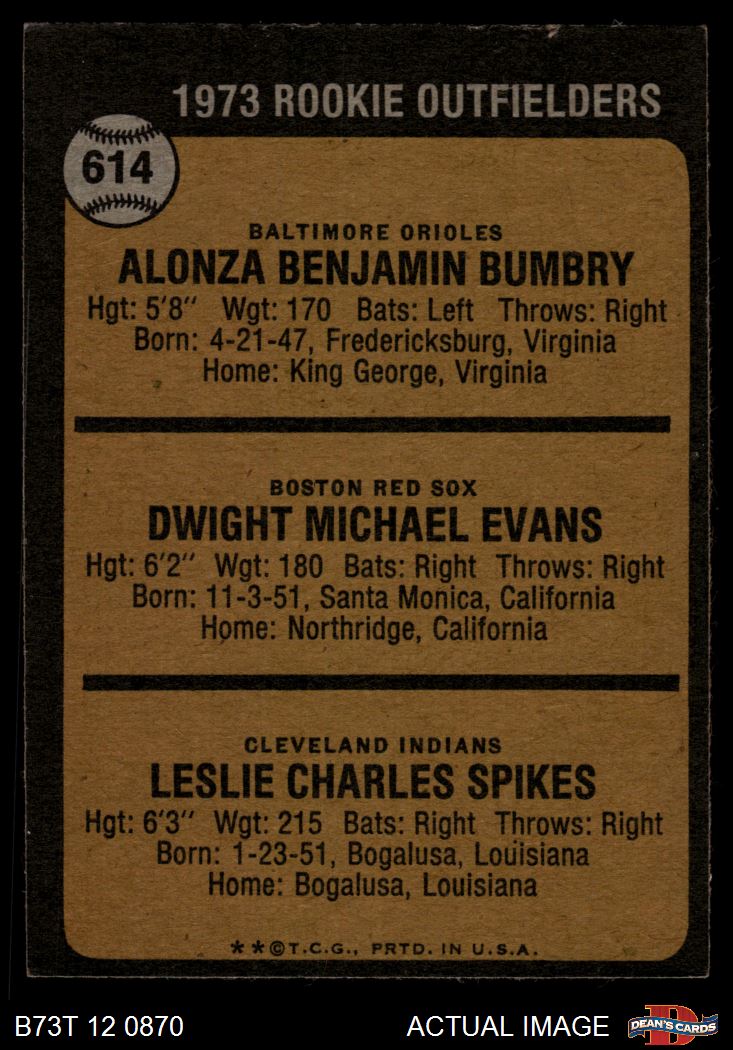 1973 ROOKIE OUTFIELDERS
614
BALTIMORE ORIOLES
ALONZA BENJAMIN BUMBRY
Hgt: 5'8" Wgt: 170 Bats: Left Throws: Right
Born: 4-21-47, Fredericksburg, Virginia
Home: King George, Virginia
BOSTON RED SOX
DWIGHT MICHAEL EVANS
Hgt: 6'2" Wgt: 180 Bats: Right Throws: Right
Born: 11-3-51, Santa Monica, California
Home: Northridge, California
CLEVELAND INDIANS
LESLIE CHARLES SPIKES
Hgt: 6'3" Wgt: 215 Bats: Right Throws: Right
Born: 1-23-51, Bogalusa, Louisiana
Home: Bogalusa, Louisiana
**©T.C.G., PRTD. IN U.S.A.
B73T 12 0870 ACTUAL IMAGE
D
DEAN'S CARDS